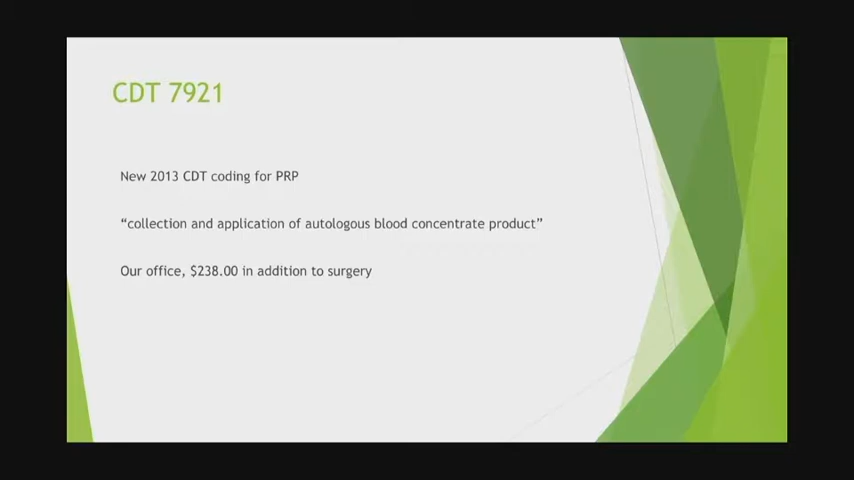 CDT 7921
New 2013 CDT coding for PRP
“collection and application of autologous blood concentrate product”
Our office, $238.00 in addition to surgery